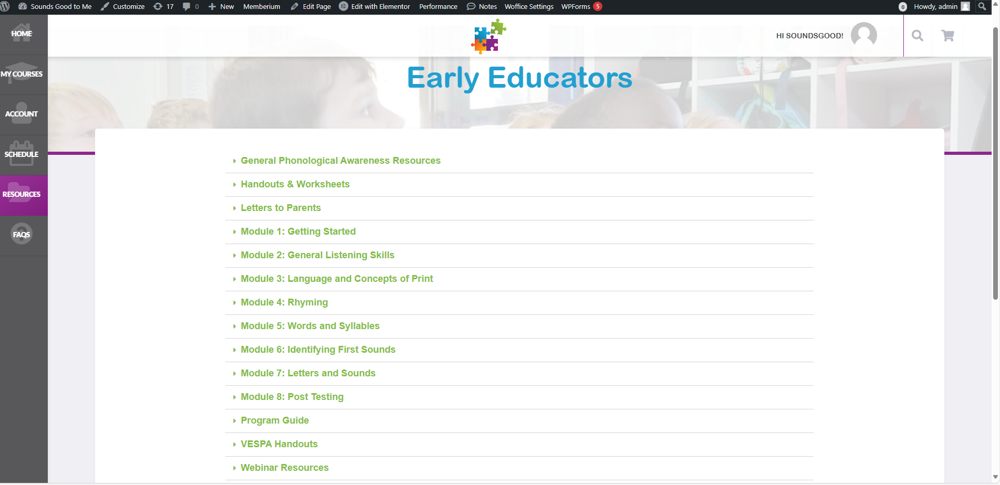 Sounds Good to Me Customize 17 0 New Memberium Edit Page Edit with Elementor Performance Notes Woffice Settings WPForms 5 0 Howdy, admin
HOME
HI SOUNDSGOOD!
MY COURSES
Early Educators
ACCOUNT
SCHEDULE
RESOURCES
FAQS
General Phonological Awareness Resources
Handouts & Worksheets
Letters to Parents
Module 1: Getting Started
Module 2: General Listening Skills
Module 3: Language and Concepts of Print
Module 4: Rhyming
Module 5: Words and Syllables
Module 6: Identifying First Sounds
Module 7: Letters and Sounds
Module 8: Post Testing
Program Guide
VESPA Handouts
Webinar Resources